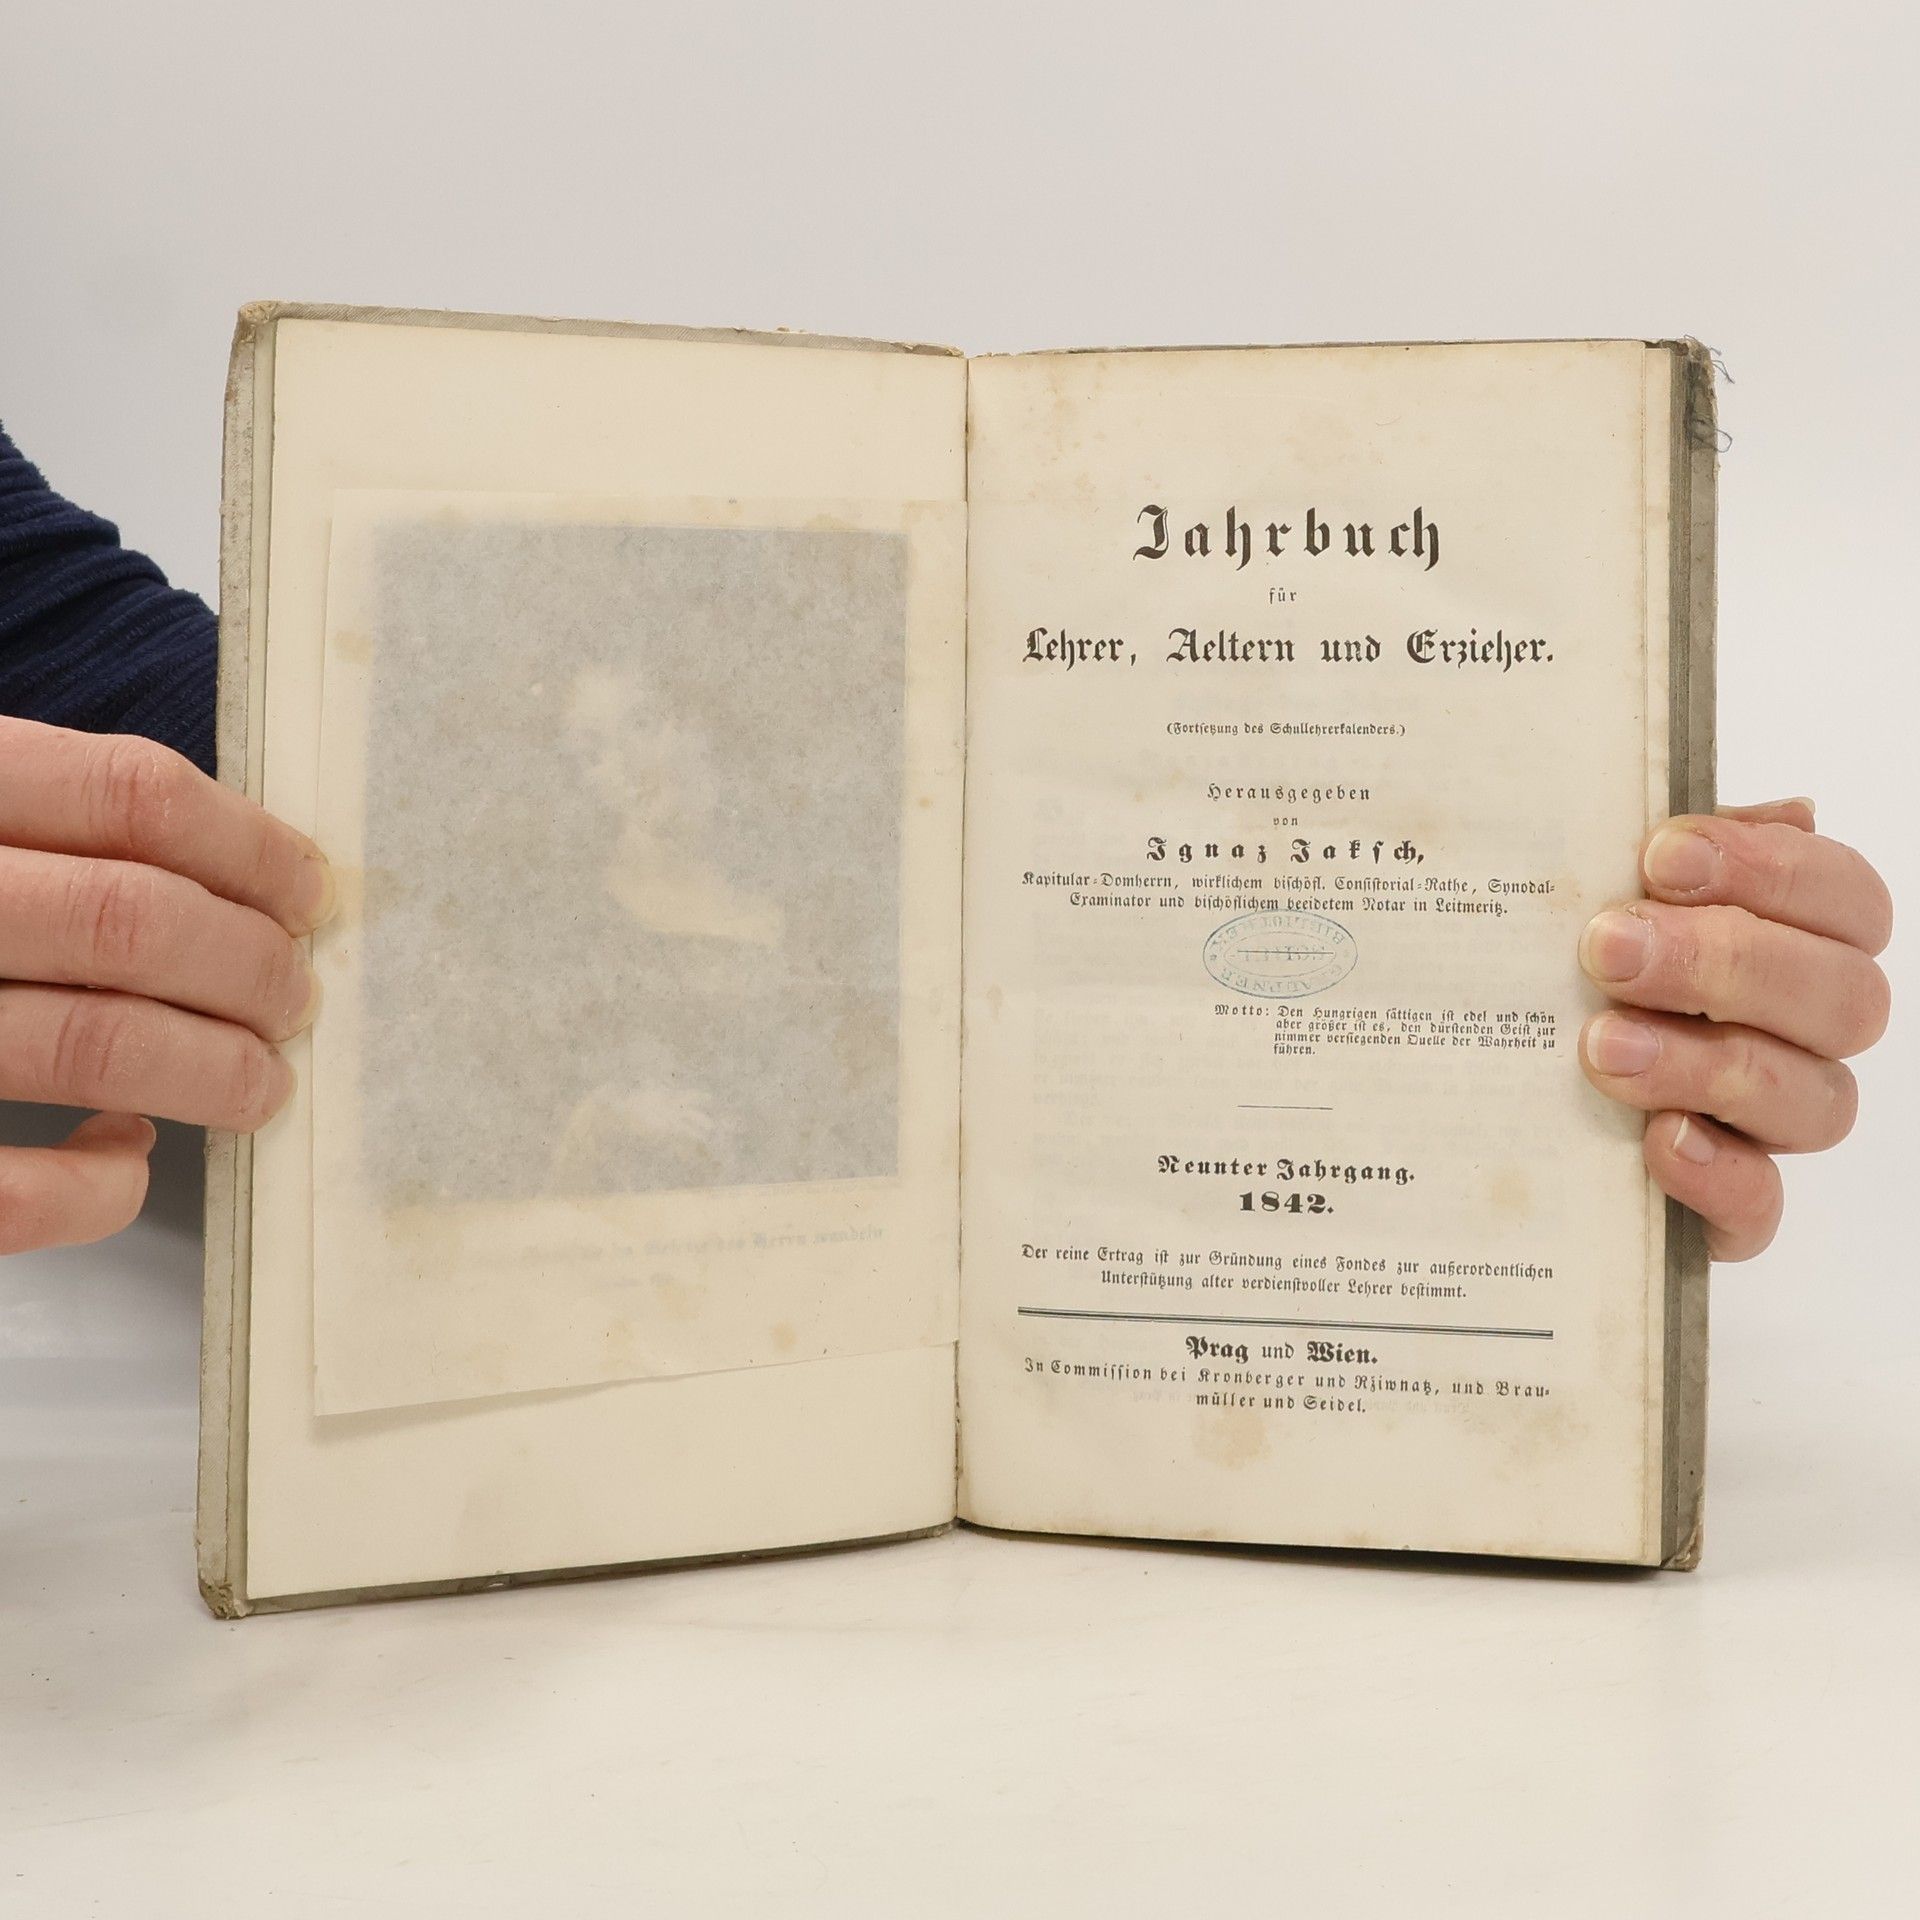 des Herrn wandeln
Jahrbuch
für
Lehrer, Aeltern und Erzieher.
(Fortsetzung des Schullehrerkalenders.)
Herausgegeben
von
Ignaz Jaksch,
Kapitular-Domherrn, wirklichem bischöfl. Consistorial-Rathe, Synodal-
Examinator und bischöflichem beeidetem Notar in Leitmeritz.
BIBLIOTHEK
Motto: Den Hungrigen sättigen ist edel und schön
aber größer ist es, den dürstenden Geist zur
nimmer versiegenden Quelle der Wahrheit zu
führen.
Neunter Jahrgang.
1842.
Der reine Ertrag ist zur Gründung eines Fondes zur außerordentlichen
Unterstützung alter verdienstvoller Lehrer bestimmt.
Prag und Wien.
In Commission bei Kronberger und Rziwnatz, und Brau-
müller und Seidel.